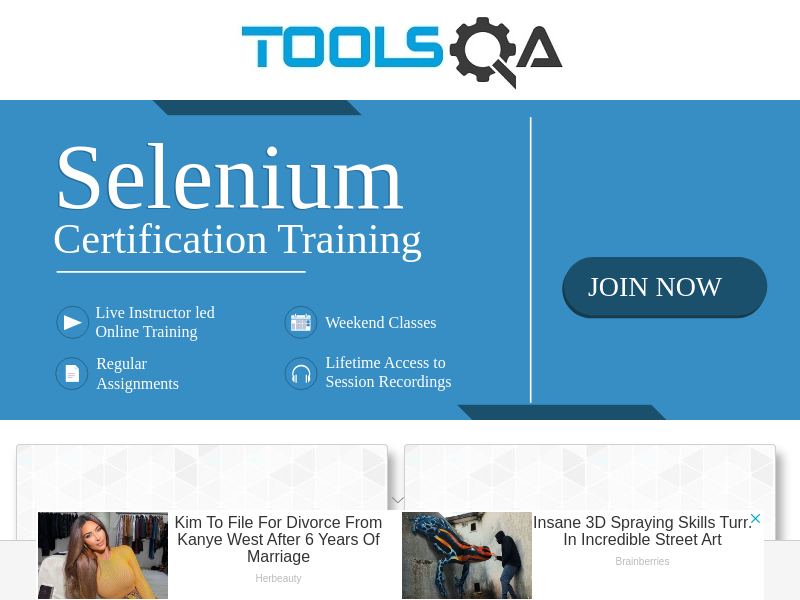 TOOLSQA
Selenium
Certification Training
JOIN NOW
Live Instructor led
Online Training
Weekend Classes
Regular
Assignments
Lifetime Access to
Session Recordings
Kim To File For Divorce From
Kanye West After 6 Years Of
Marriage
Herbeauty
Insane 3D Spraying Skills Turn
In Incredible Street Art
Brainberries